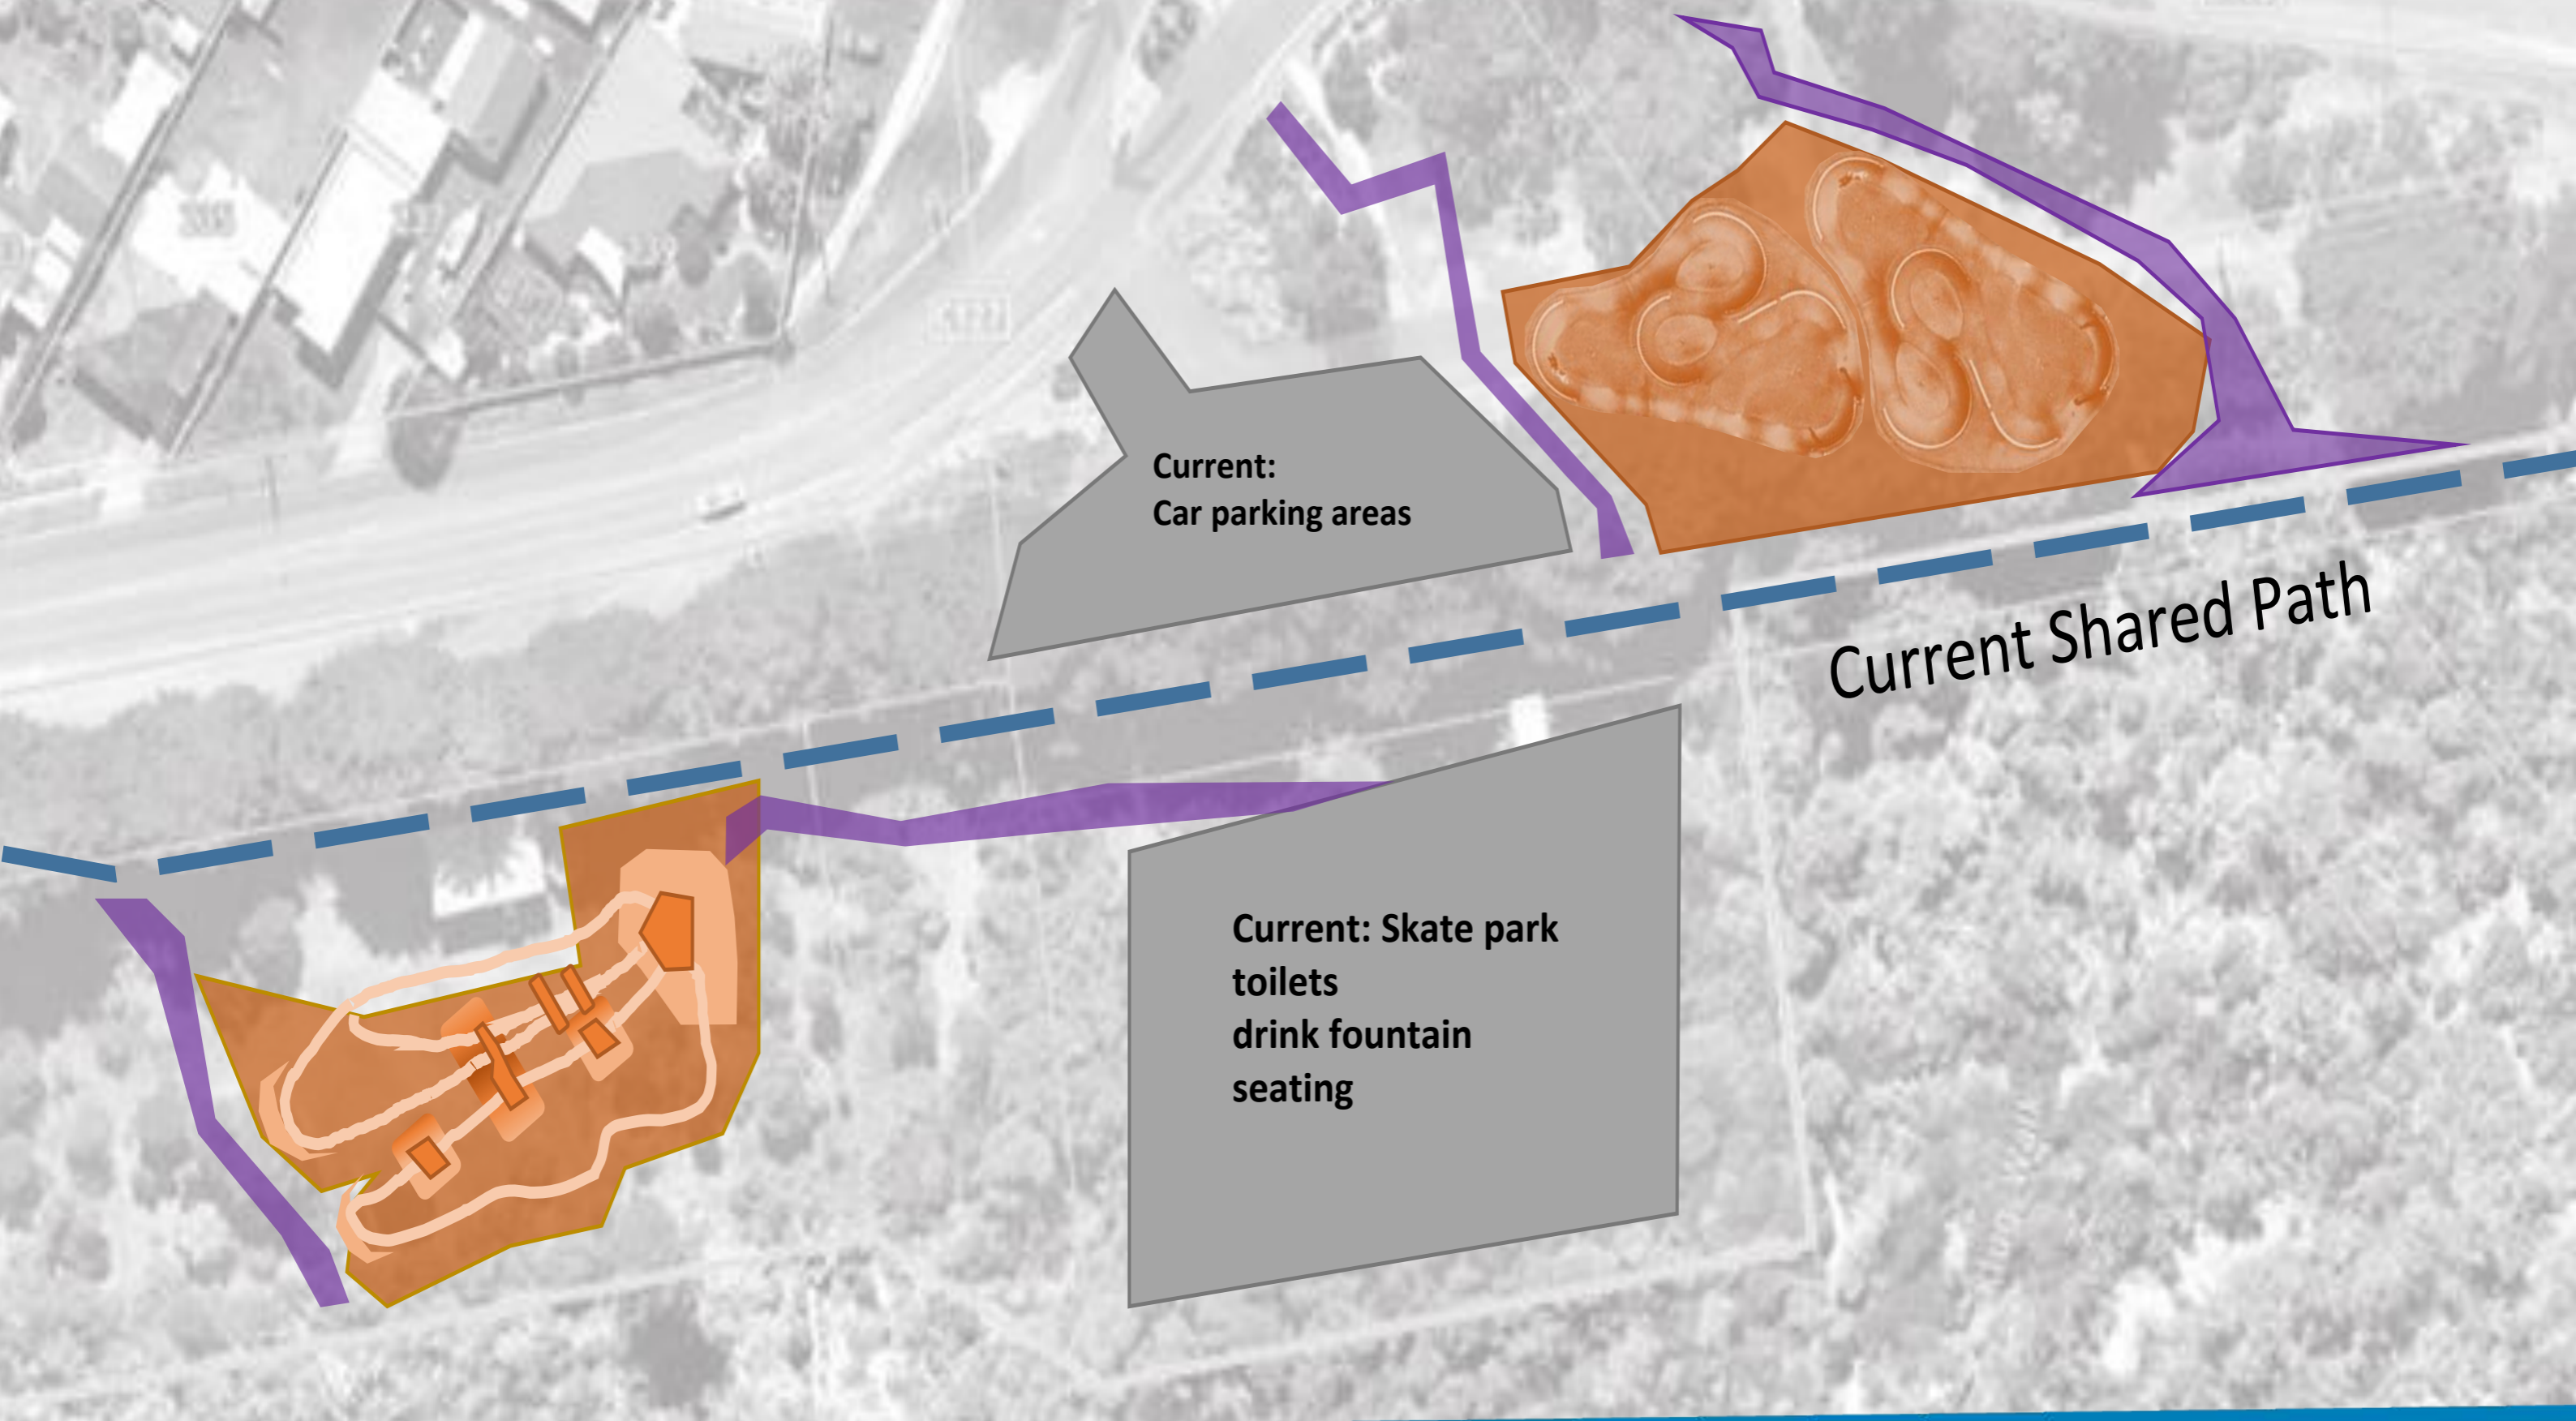 Current:
Car parking areas
Current Shared Path
Current: Skate park
toilets
drink fountain
seating